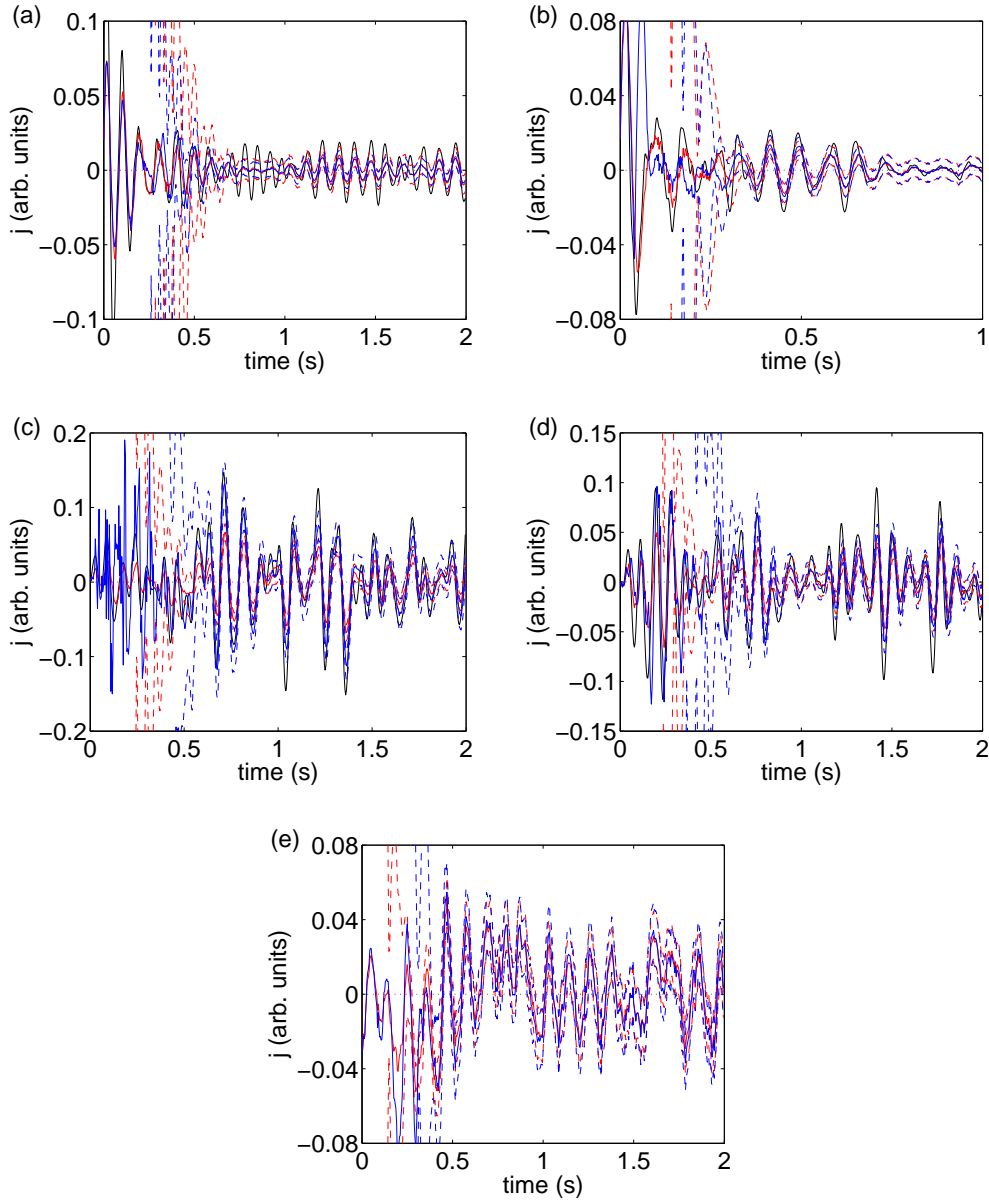 (a)
0.1
0.05
0
−0.05
−0.1
j (arb. units)
0 0.5 1 1.5 2
time (s)
(b)
0.08
0.04
0
−0.04
−0.08
j (arb. units)
0 0.5 1
time (s)
(c)
0.2
0.1
0
−0.1
−0.2
j (arb. units)
0 0.5 1 1.5 2
time (s)
(d)
0.15
0.1
0.05
0
−0.05
−0.1
−0.15
j (arb. units)
0 0.5 1 1.5 2
time (s)
(e)
0.08
0.04
0
−0.04
−0.08
j (arb. units)
0 0.5 1 1.5 2
time (s)